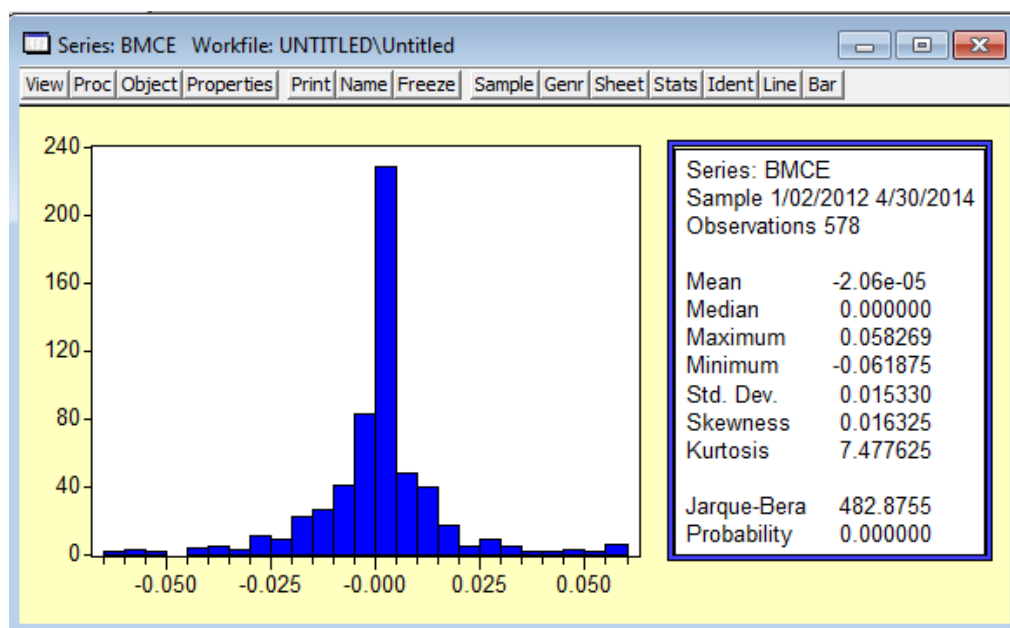 Series: BMCE Workfile: UNTITLED\Untitled
View Proc Object Properties Print Name Freeze Sample Genr Sheet Stats Ident Line Bar
240
200
160
120
80
40
0
-0.050 -0.025 -0.000 0.025 0.050
Series: BMCE
Sample 1/02/2012 4/30/2014
Observations 578
Mean -2.06e-05
Median 0.000000
Maximum 0.058269
Minimum -0.061875
Std. Dev. 0.015330
Skewness 0.016325
Kurtosis 7.477625
Jarque-Bera 482.8755
Probability 0.000000